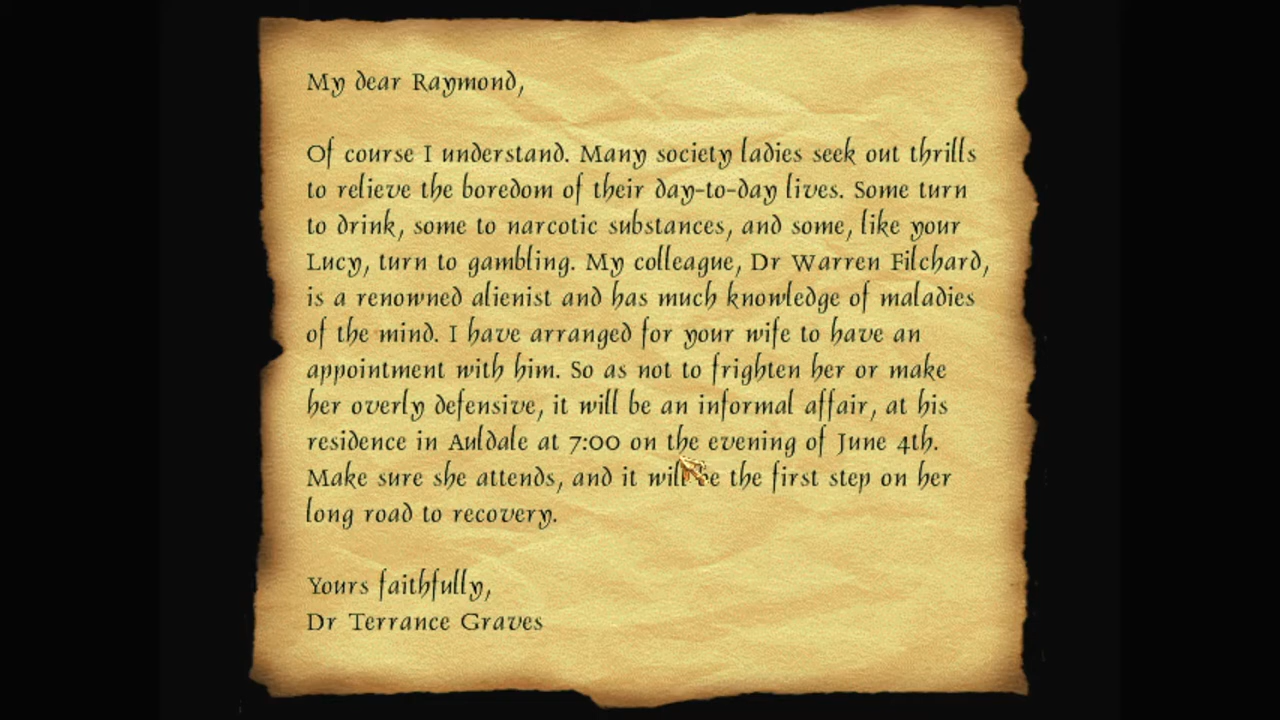 My dear Raymond,
Of course I understand. Many society ladies seek out thrills
to relieve the boredom of their day-to-day lives. Some turn
to drink, some to narcotic substances, and some, like your
Lucy, turn to gambling. My colleague, Dr Warren Filchard,
is a renowned alienist and has much knowledge of maladies
of the mind. I have arranged for your wife to have an
appointment with him. So as not to frighten her or make
her overly defensive, it will be an informal affair, at his
residence in Auldale at 7:00 on the evening of June 4th.
Make sure she attends, and it will be the first step on her
long road to recovery.
Yours faithfully,
Dr Terrance Graves